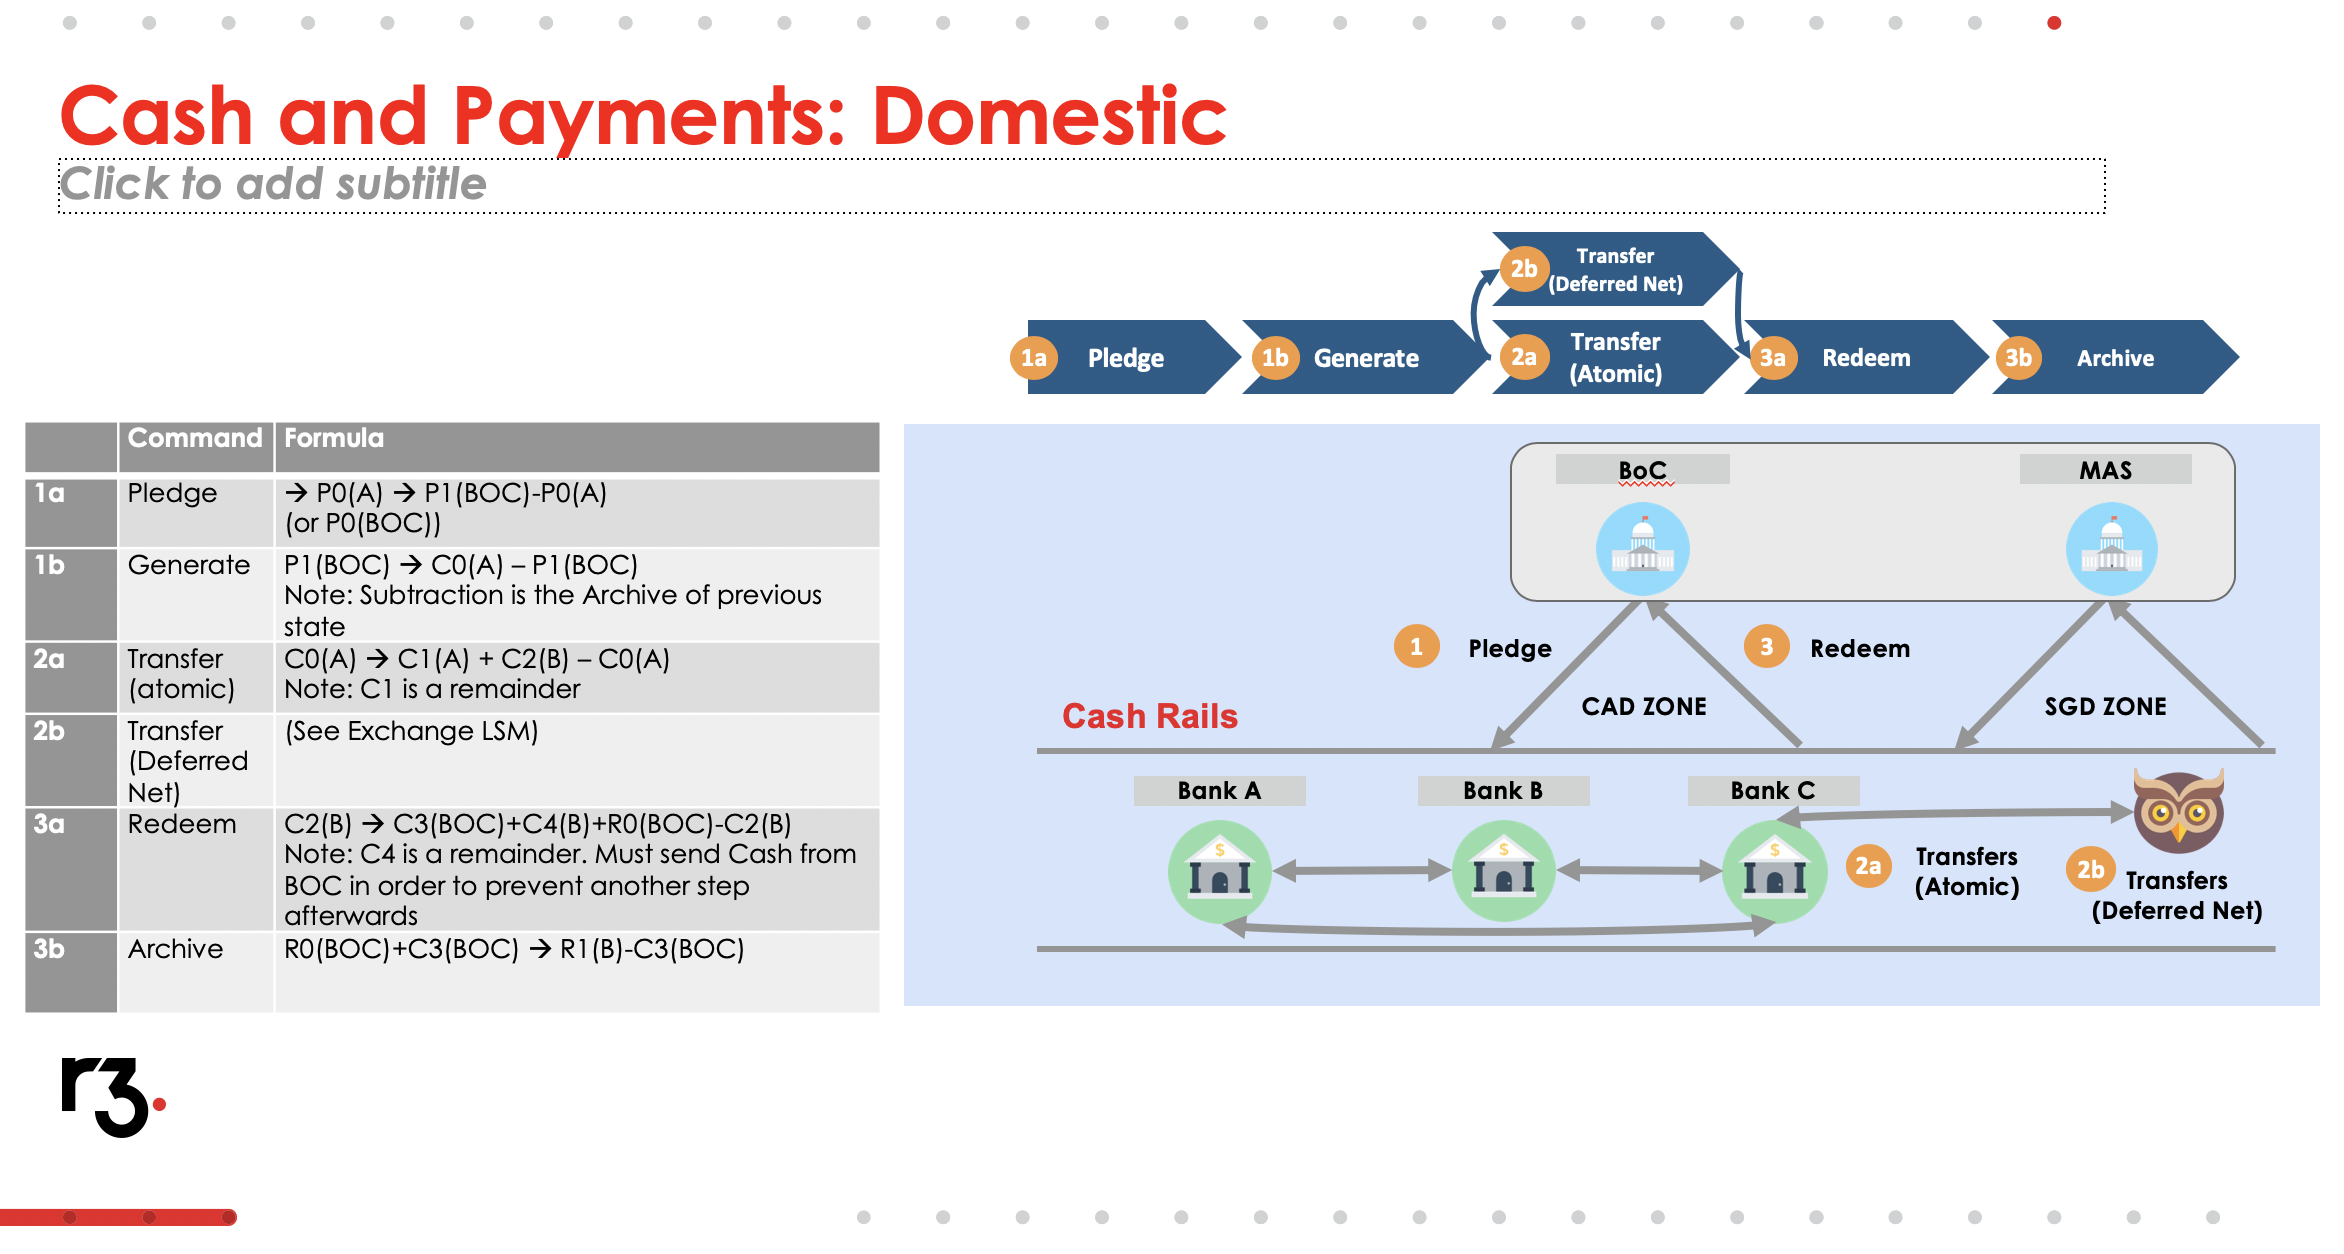 Cash and Payments: Domestic
Click to add subtitle
2b
Transfer
(Deferred Net)
1a
Pledge
1b
Generate
2a
Transfer
(Atomic)
3a
Redeem
3b
Archive
Command
Formula
1a
Pledge
→ P0(A) → P1(BOC)-P0(A)
(or P0(BOC))
1b
Generate
P1(BOC) → C0(A) – P1(BOC)
Note: Subtraction is the Archive of previous
state
2a
Transfer
(atomic)
C0(A) → C1(A) + C2(B) – C0(A)
Note: C1 is a remainder
2b
Transfer
(Deferred
Net)
(See Exchange LSM)
3a
Redeem
C2(B) → C3(BOC)+C4(B)+R0(BOC)-C2(B)
Note: C4 is a remainder. Must send Cash from
BOC in order to prevent another step
afterwards
3b
Archive
R0(BOC)+C3(BOC) → R1(B)-C3(BOC)
BoC
MAS
1
Pledge
3
Redeem
CAD ZONE
SGD ZONE
Cash Rails
Bank A
Bank B
Bank C
$
$
$
2a
Transfers
(Atomic)
2b
Transfers
(Deferred Net)
r3.